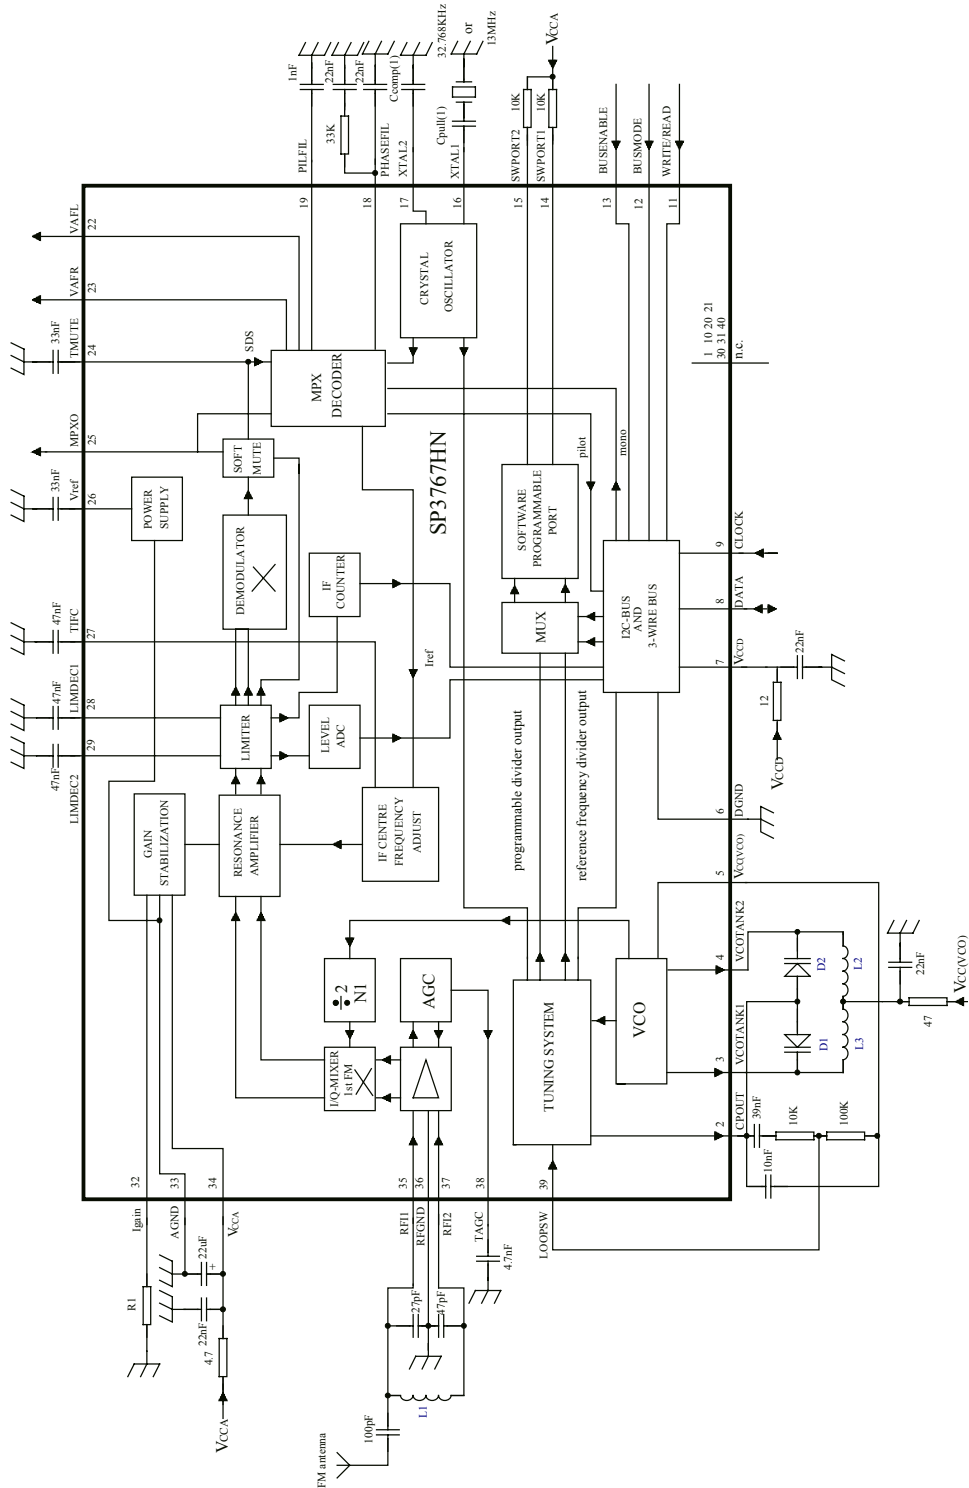 32.768KHz
or
13MHz
VCCA
1nF
22nF
22nF
Ccomp(1)
Cpull(1)
33K
10K
10K
PILFIL
PHASEFIL
XTAL2
XTAL1
SWPORT2
SWPORT1
BUSENABLE
BUSMODE
WRITE/READ
19
18
17
16
15
14
13
12
11
VAFL
22
VAFR
23
33nF
TMUTE
24
SDS
MPXO
25
33nF
Vref
26
47nF
TIFC
27
47nF
LIMDEC1
28
47nF
LIMDEC2
29
CRYSTAL
OSCILLATOR
MPX
DECODER
SOFT
MUTE
POWER
SUPPLY
DEMODULATOR
IF
COUNTER
LIMITER
LEVEL
ADC
GAIN
STABILIZATION
RESONANCE
AMPLIFIER
IF CENTRE
FREQUENCY
ADJUST
Iref
SP3767HN
SOFTWARE
PROGRAMMABLE
PORT
MUX
I2C-BUS
AND
3-WIRE BUS
pilot
mono
1 10 20 21
30 31 40
n.c.
programmable divider output
reference frequency divider output
÷2
N1
AGC
I/Q-MIXER
1st FM
TUNING SYSTEM
VCO
9
CLOCK
8
DATA
7
VCCD
22nF
12
VCCD
6
DGND
5
VCC(VCO)
4
VCOTANK2
3
VCOTANK1
2
CPOUT
D2
D1
L2
L3
22nF
47
VCC(VCO)
39nF
10nF
10K
100K
32
33
34
35
36
37
38
39
Igain
AGND
VCCA
RFI1
RFGND
RFI2
TAGC
LOOPSW
R1
22uF
+
22nF
4.7
VCCA
27pF
47pF
4.7nF
L1
100pF
FM antenna